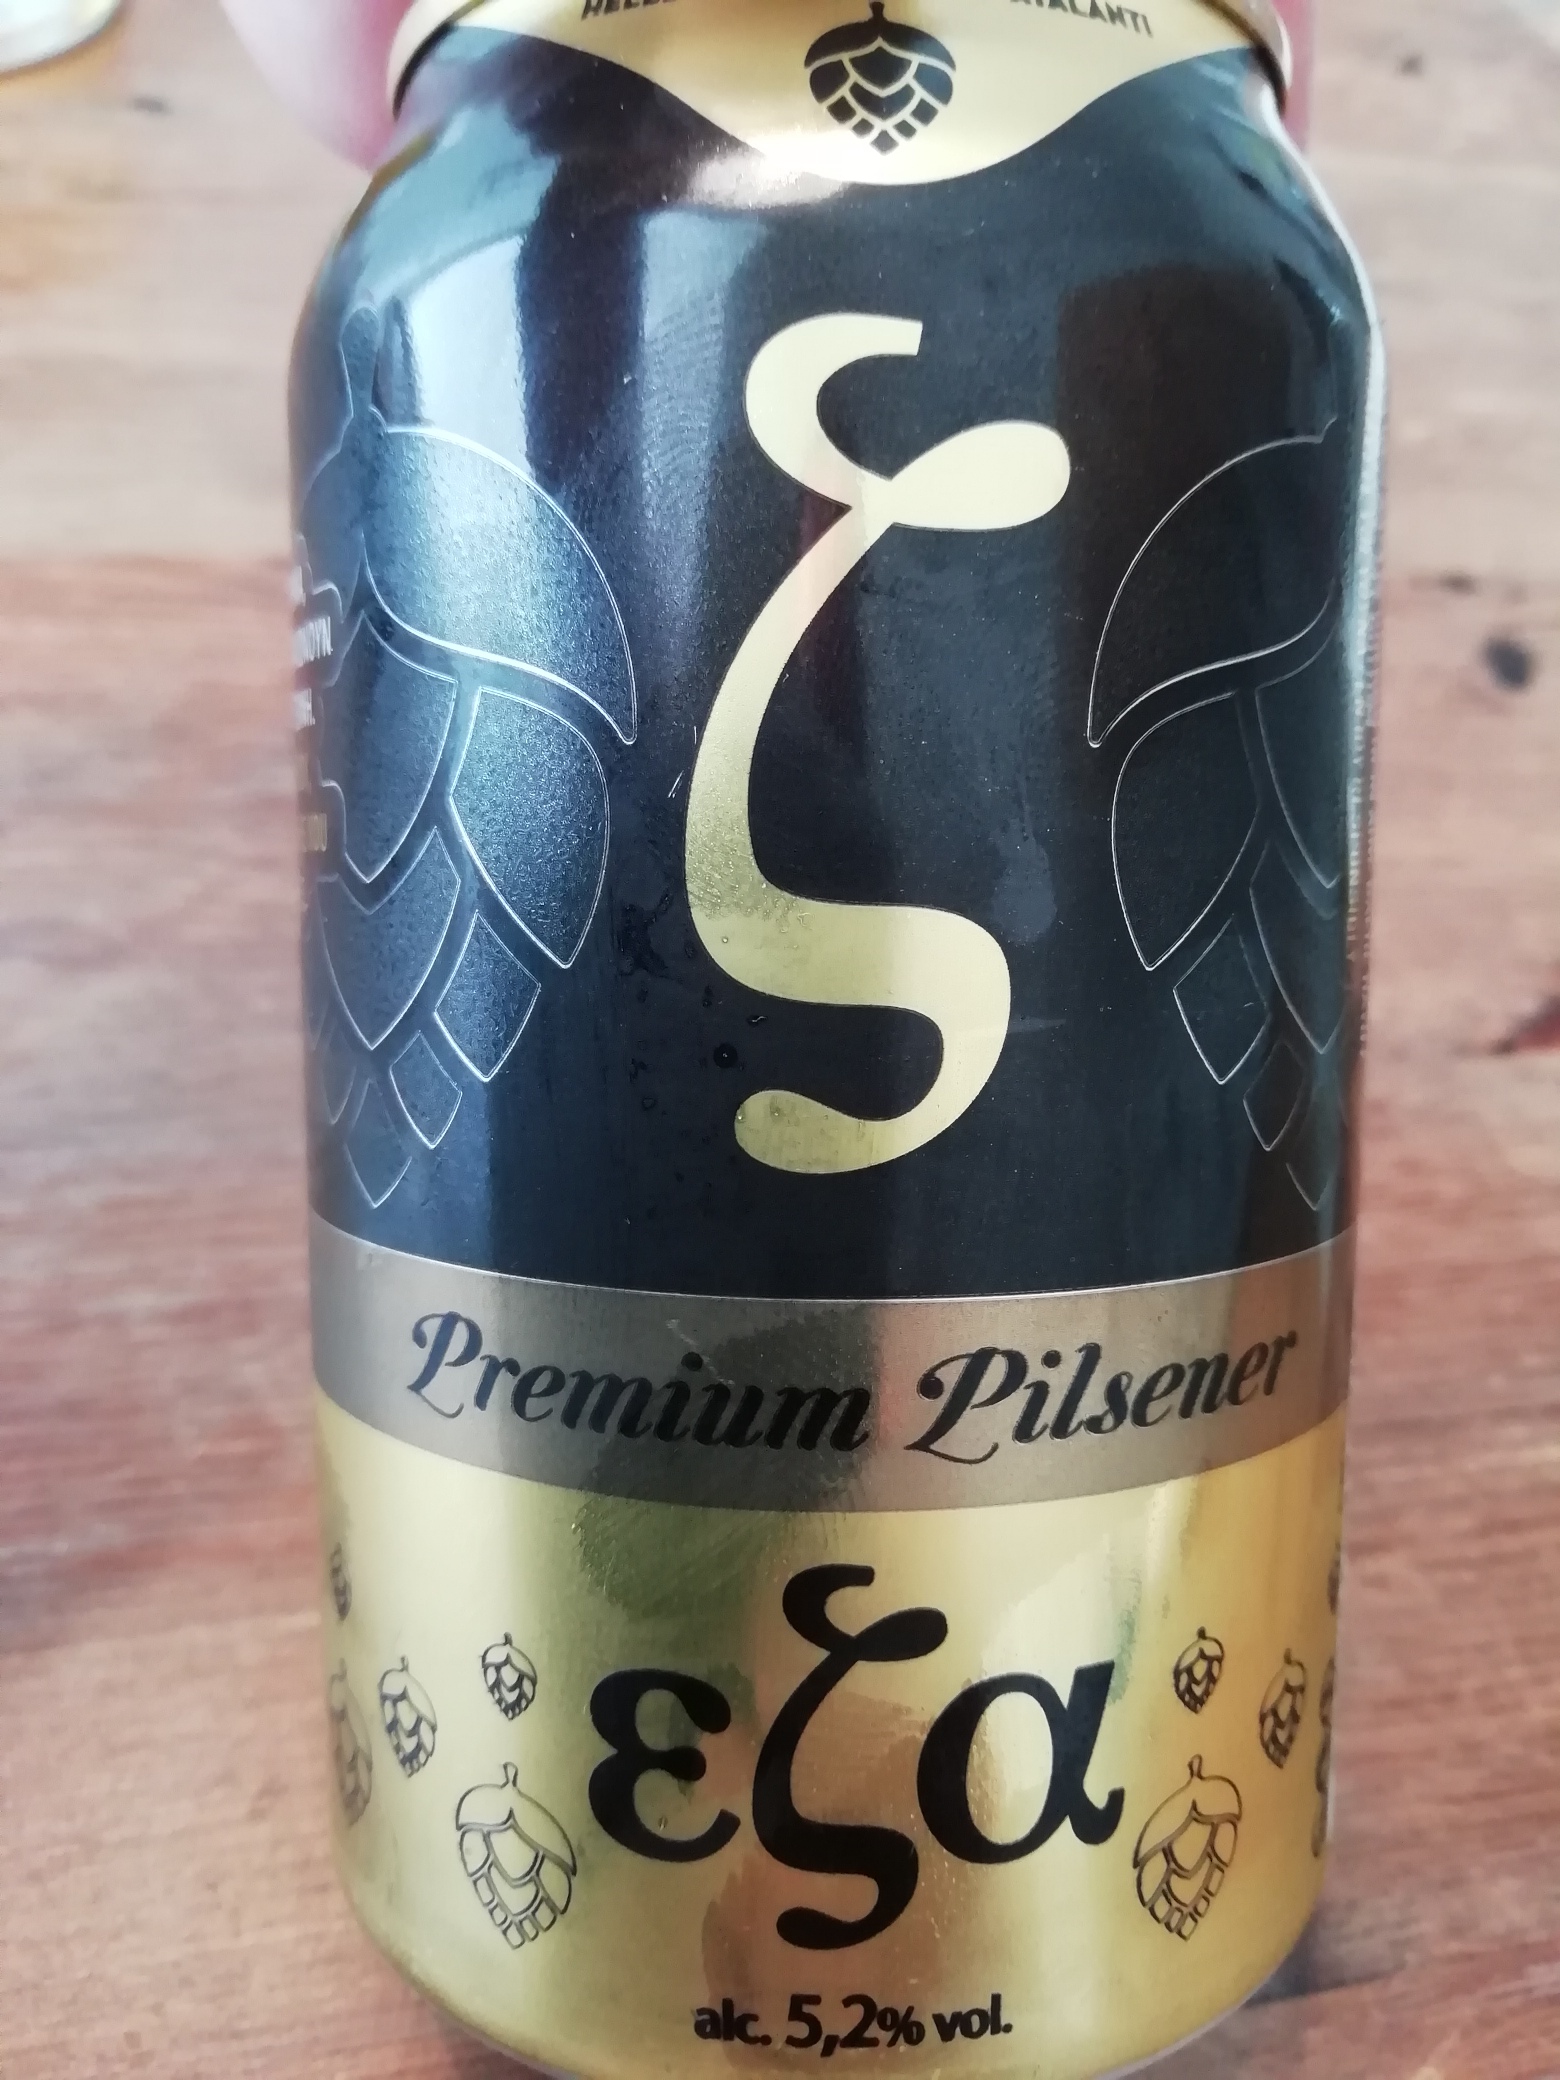 ζ
Premium Pilsener
εζα
alc. 5,2% vol.